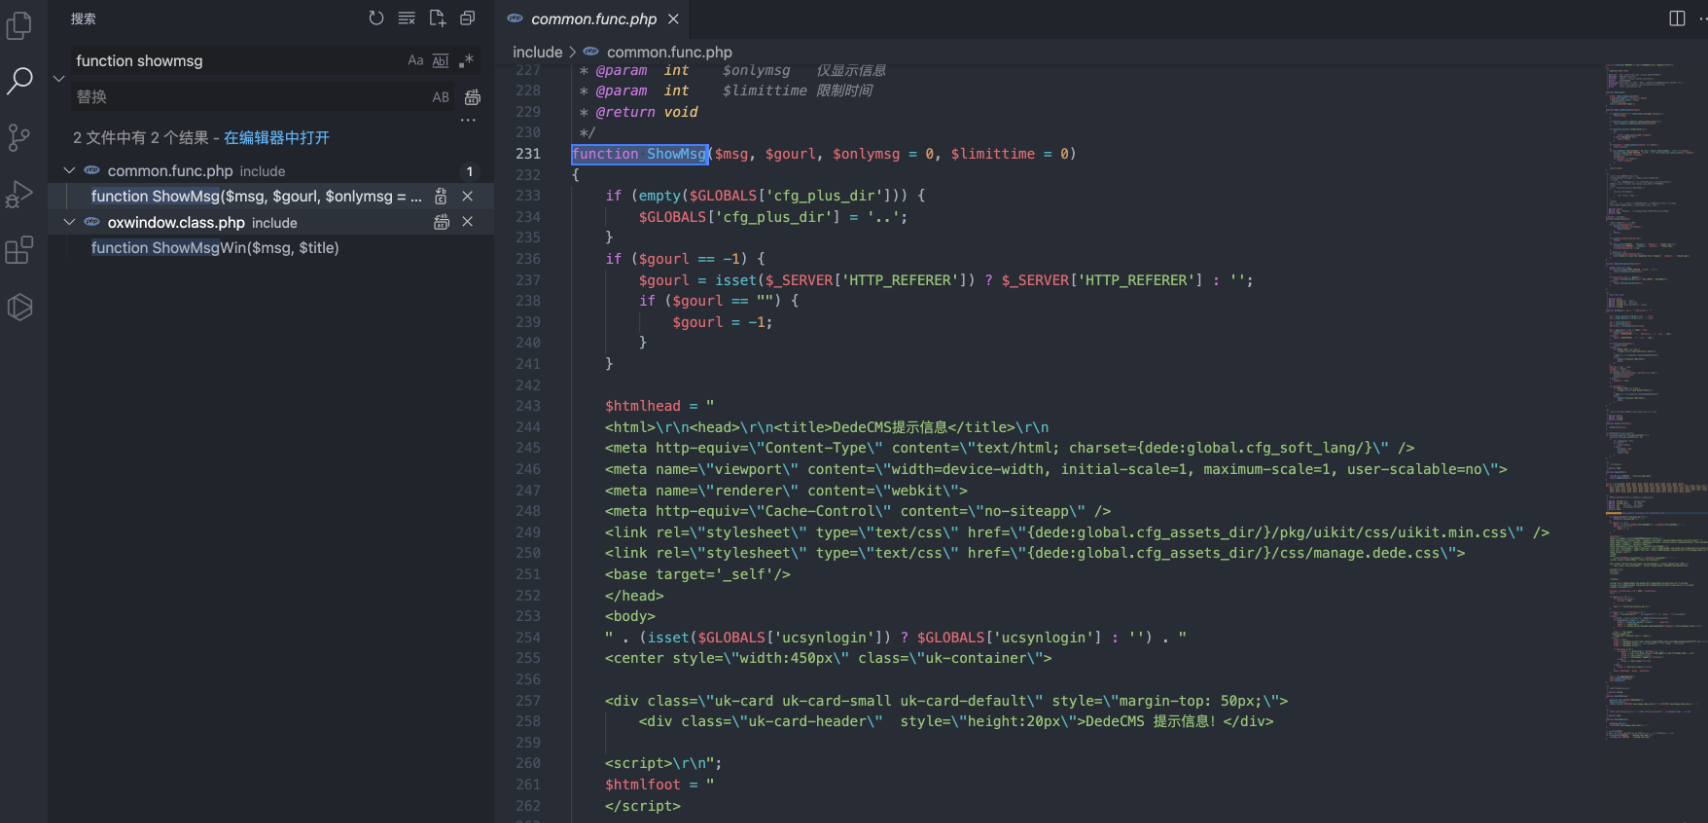 搜索
function showmsg
Aa Abl .*
替换
AB
...
2 文件中有 2 个结果 - 在编辑器中打开
common.func.php include 1
function ShowMsg($msg, $gourl, $onlymsg = ...
oxwindow.class.php include
function ShowMsgWin($msg, $title)
common.func.php
include > common.func.php
227 * @param int $onlymsg 仅显示信息
228 * @param int $limittime 限制时间
229 * @return void
230 */
231 function ShowMsg($msg, $gourl, $onlymsg = 0, $limittime = 0)
232 {
233 if (empty($GLOBALS['cfg_plus_dir'])) {
234 $GLOBALS['cfg_plus_dir'] = '..';
235 }
236 if ($gourl == -1) {
237 $gourl = isset($_SERVER['HTTP_REFERER']) ? $_SERVER['HTTP_REFERER'] : '';
238 if ($gourl == "") {
239 $gourl = -1;
240 }
241 }
242
243 $htmlhead = "
244 <html>\r\n<head>\r\n<title>DedeCMS提示信息</title>\r\n
245 <meta http-equiv=\"Content-Type\" content=\"text/html; charset={dede:global.cfg_soft_lang/}\" />
246 <meta name=\"viewport\" content=\"width=device-width, initial-scale=1, maximum-scale=1, user-scalable=no\">
247 <meta name=\"renderer\" content=\"webkit\">
248 <meta http-equiv=\"Cache-Control\" content=\"no-siteapp\" />
249 <link rel=\"stylesheet\" type=\"text/css\" href=\"{dede:global.cfg_assets_dir/}/pkg/uikit/css/uikit.min.css\" />
250 <link rel=\"stylesheet\" type=\"text/css\" href=\"{dede:global.cfg_assets_dir/}/css/manage.dede.css\">
251 <base target='_self'/>
252 </head>
253 <body>
254 " . (isset($GLOBALS['ucsynlogin']) ? $GLOBALS['ucsynlogin'] : '') . "
255 <center style=\"width:450px\" class=\"uk-container\">
256
257 <div class=\"uk-card uk-card-small uk-card-default\" style=\"margin-top: 50px;\">
258 <div class=\"uk-card-header\"  style=\"height:20px\">DedeCMS 提示信息！</div>
259
260 <script>\r\n";
261 $htmlfoot = "
262 </script>